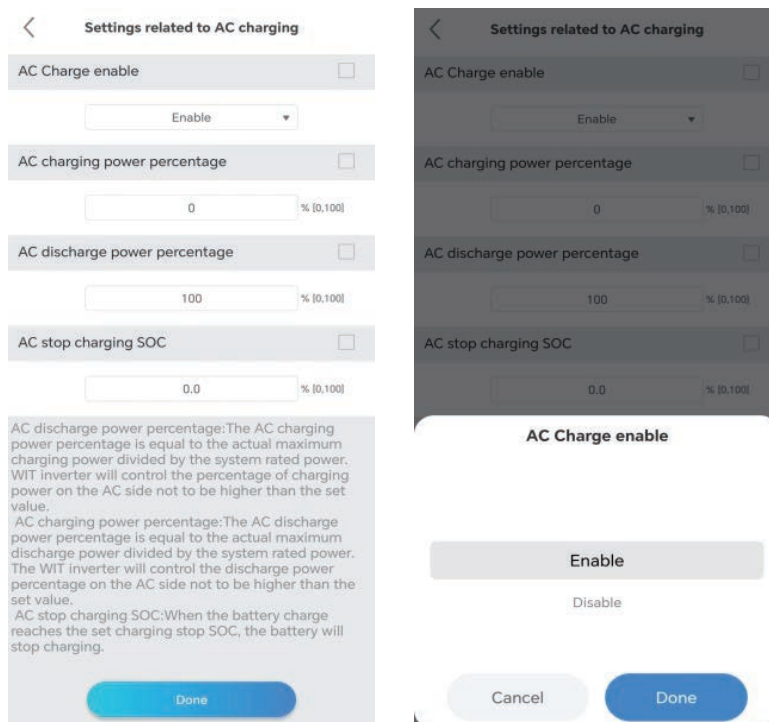 Settings related to AC charging
AC Charge enable
Enable
AC charging power percentage
0
% [0,100]
AC discharge power percentage
100
% [0,100]
AC stop charging SOC
0.0
% [0,100]
AC discharge power percentage:The AC charging
power percentage is equal to the actual maximum
charging power divided by the system rated power.
WIT inverter will control the percentage of charging
power on the AC side not to be higher than the set
value.
AC charging power percentage:The AC discharge
power percentage is equal to the actual maximum
discharge power divided by the system rated power.
The WIT inverter will control the discharge power
percentage on the AC side not to be higher than the
set value.
AC stop charging SOC:When the battery charge
reaches the set charging stop SOC, the battery will
stop charging.
Done
Settings related to AC charging
AC Charge enable
Enable
AC charging power percentage
0
% [0,100]
AC discharge power percentage
100
% [0,100]
AC stop charging SOC
0.0
% [0,100]
AC Charge enable
Enable
Disable
Cancel
Done